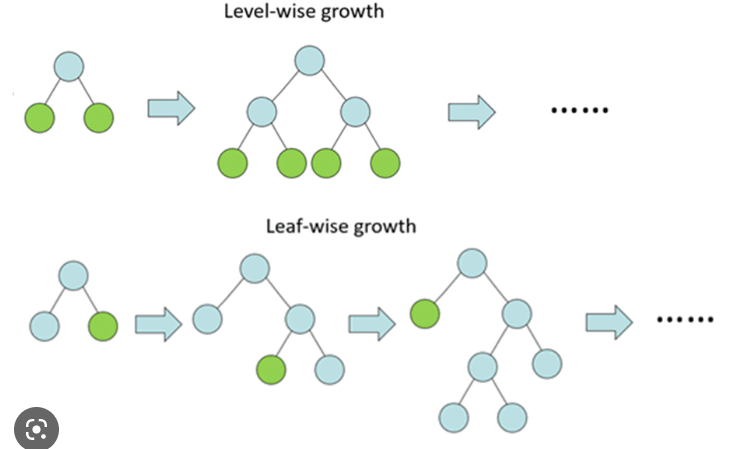 Level-wise growth
......
Leaf-wise growth
......